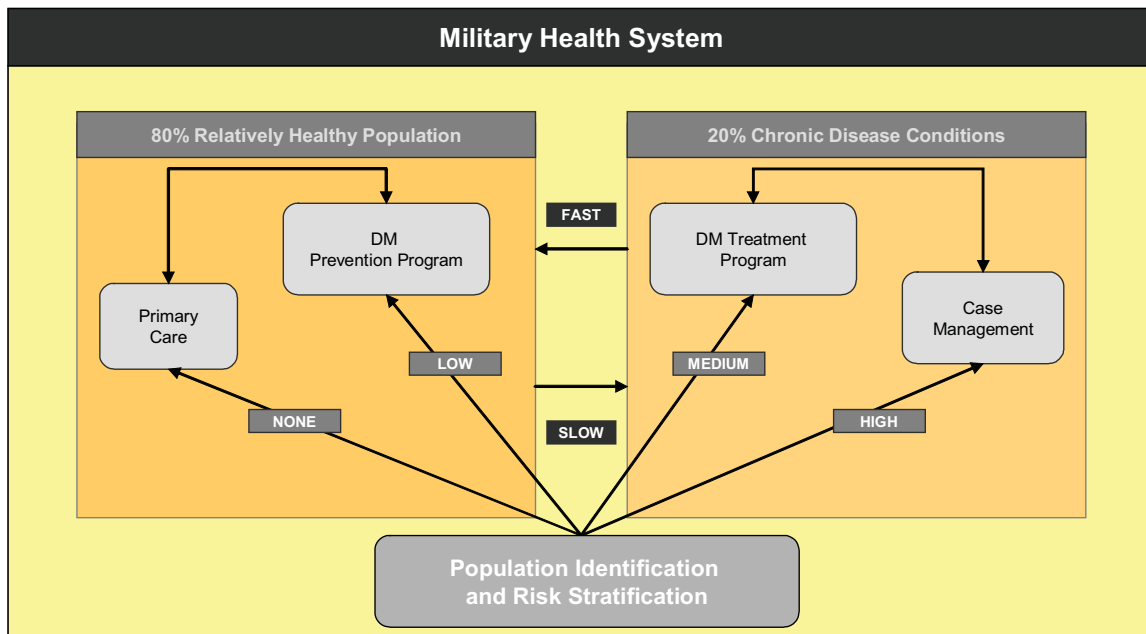 Military Health System
80% Relatively Healthy Population
20% Chronic Disease Conditions
FAST
DM
Prevention Program
DM Treatment
Program
Primary
Care
Case
Management
LOW
MEDIUM
NONE
SLOW
HIGH
Population Identification
and Risk Stratification